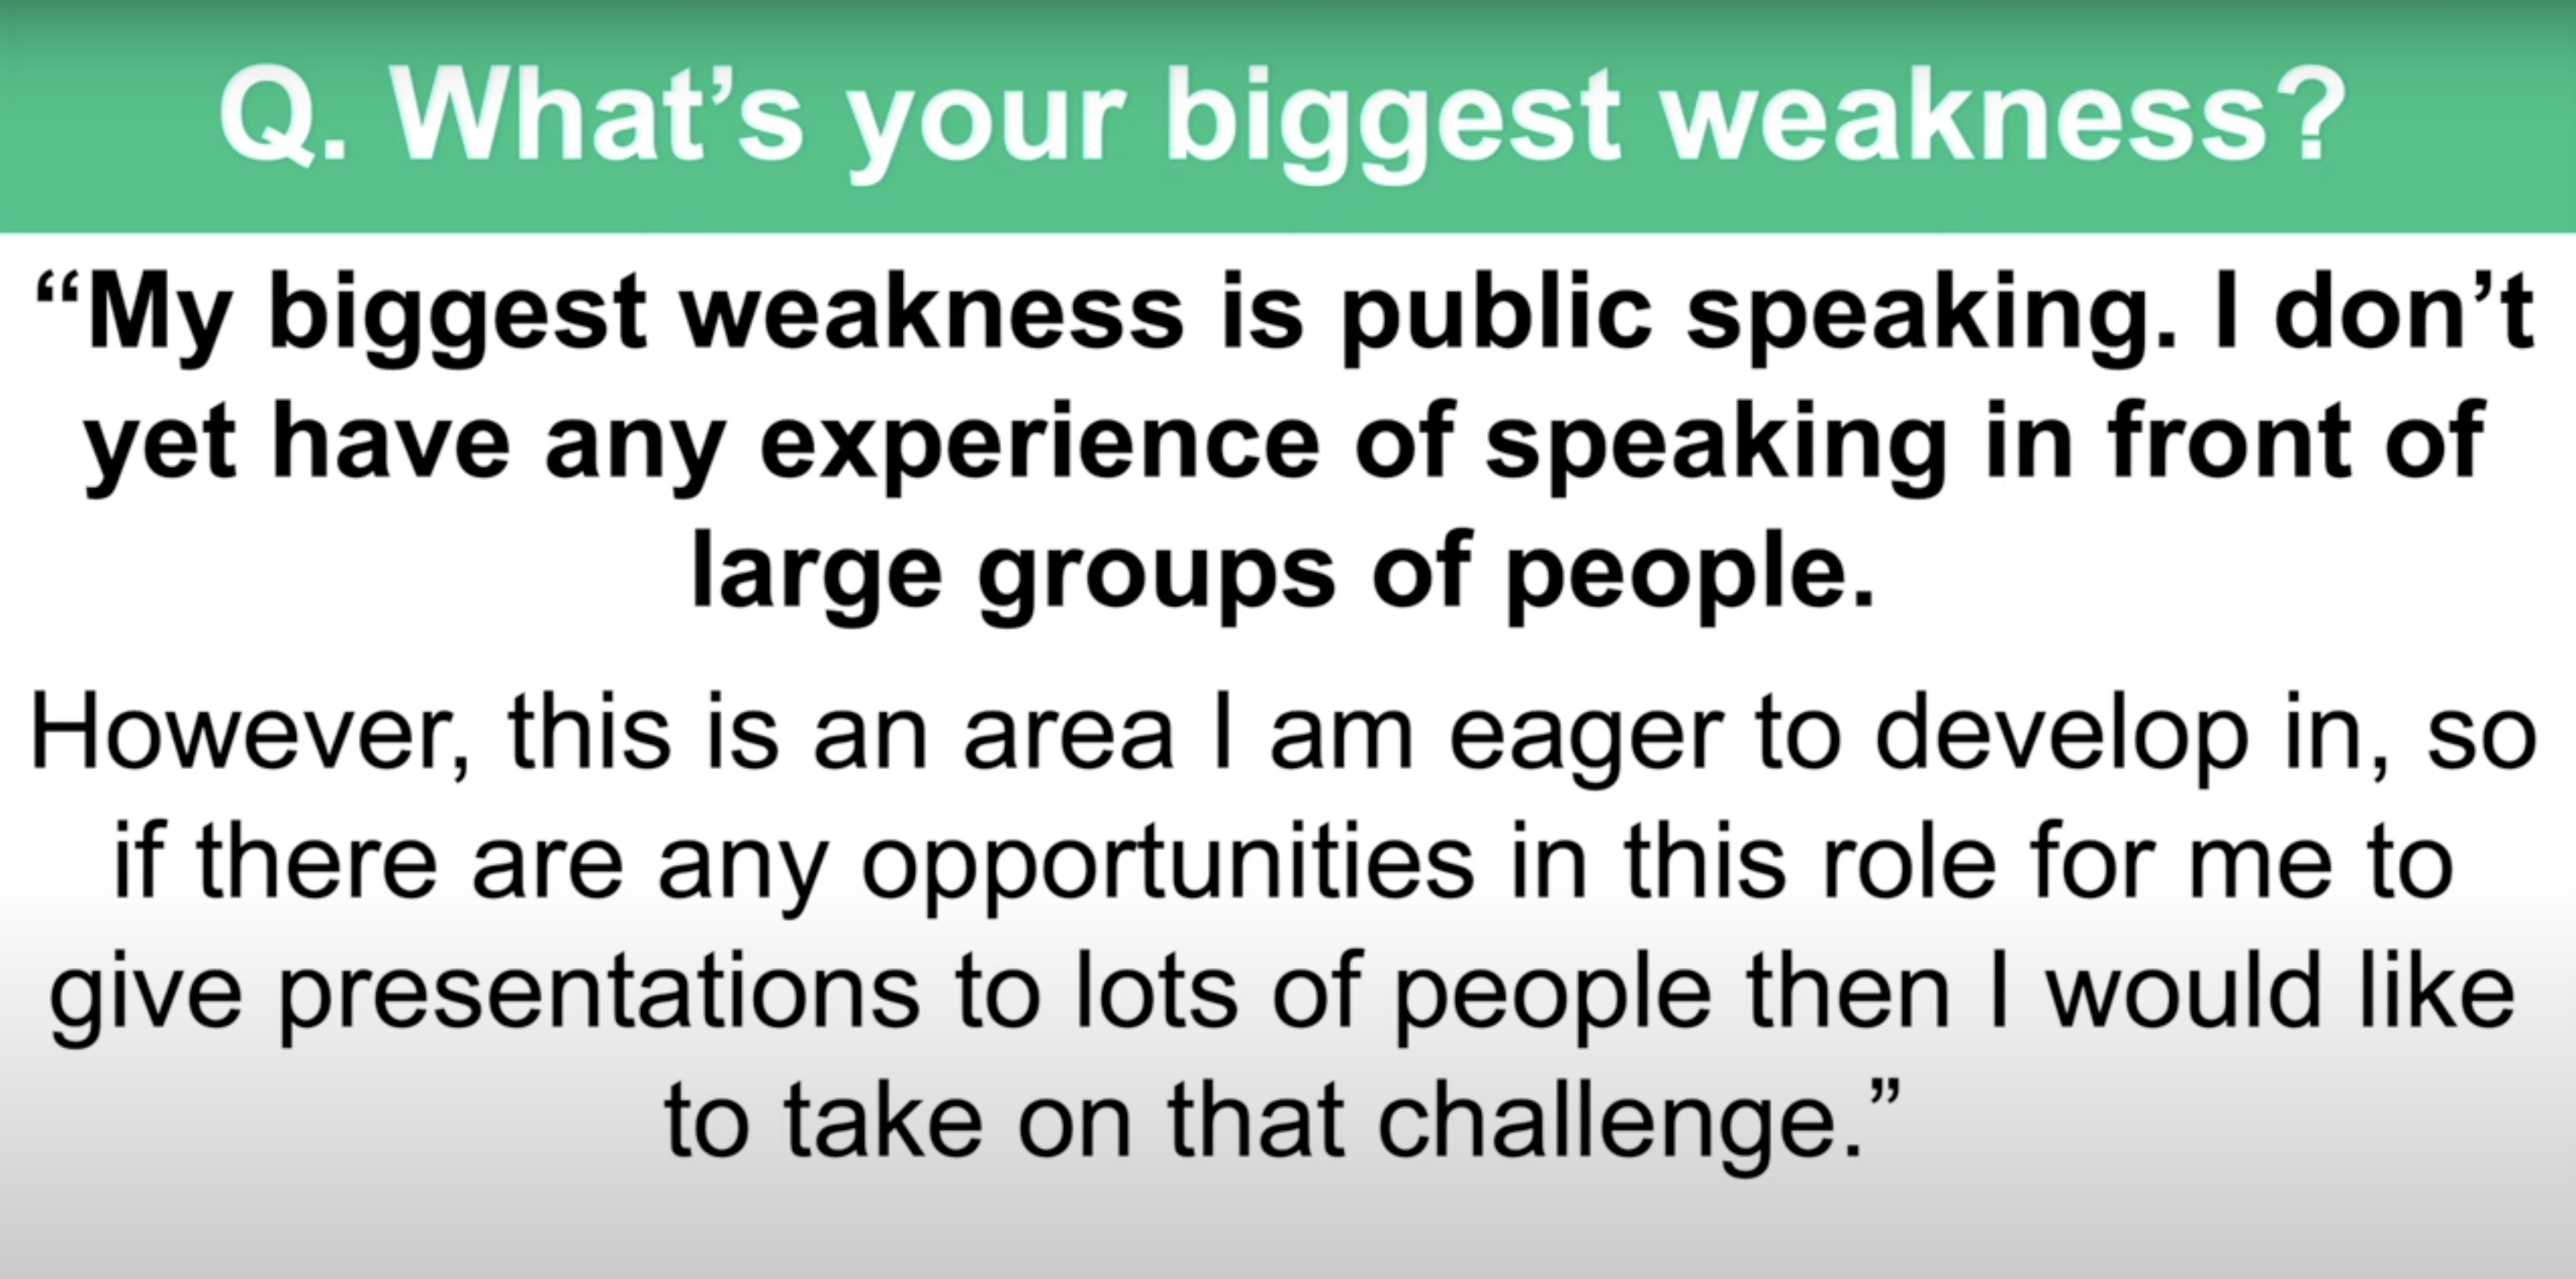 Q. What’s your biggest weakness?
“My biggest weakness is public speaking. I don’t
yet have any experience of speaking in front of
large groups of people.
However, this is an area I am eager to develop in, so
if there are any opportunities in this role for me to
give presentations to lots of people then I would like
to take on that challenge.”